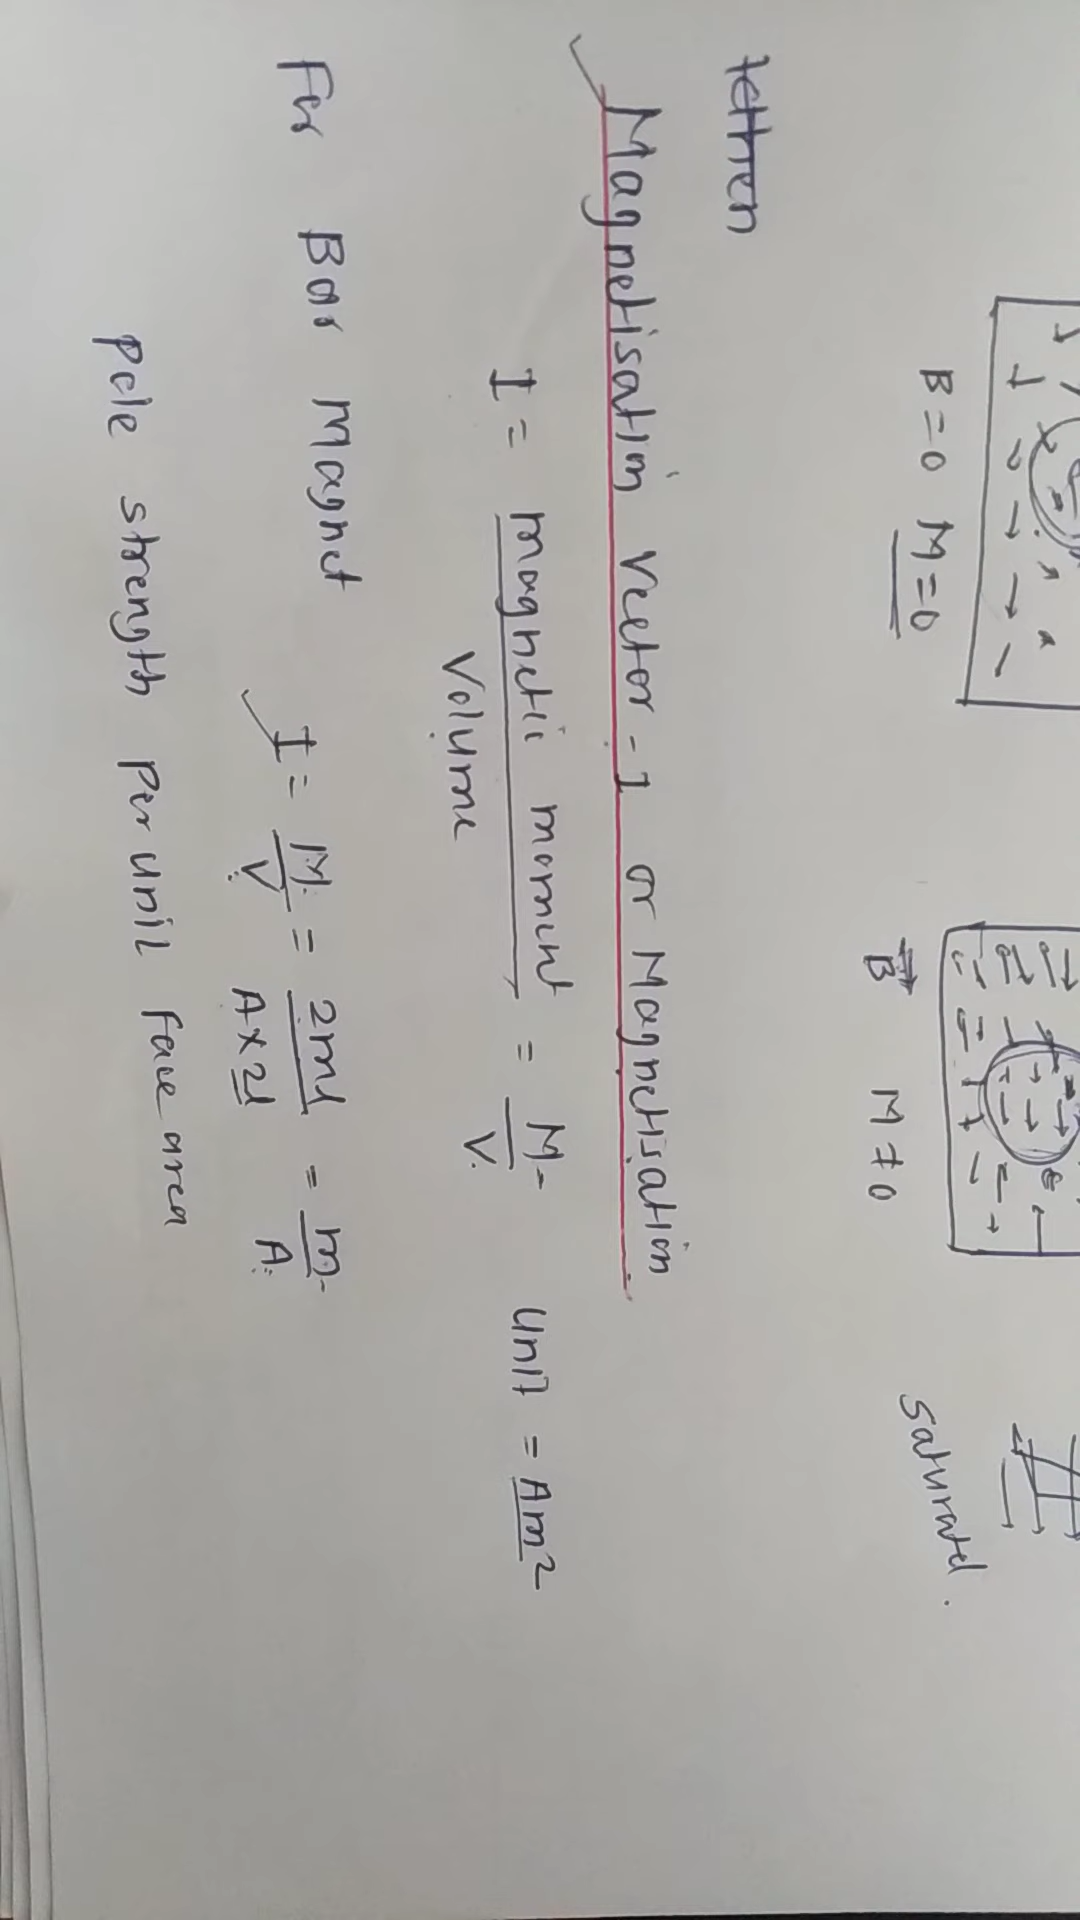 B=0 M=0
B⃗ M≠0
Saturated.
Magnetisation Vector-I or Magnetisation
I = magnetic moment / Volume = M / V Unit = Am²
For Bar Magnet
I = M / V = 2ml / A×2l = m / A
Pole strength Per unit face area